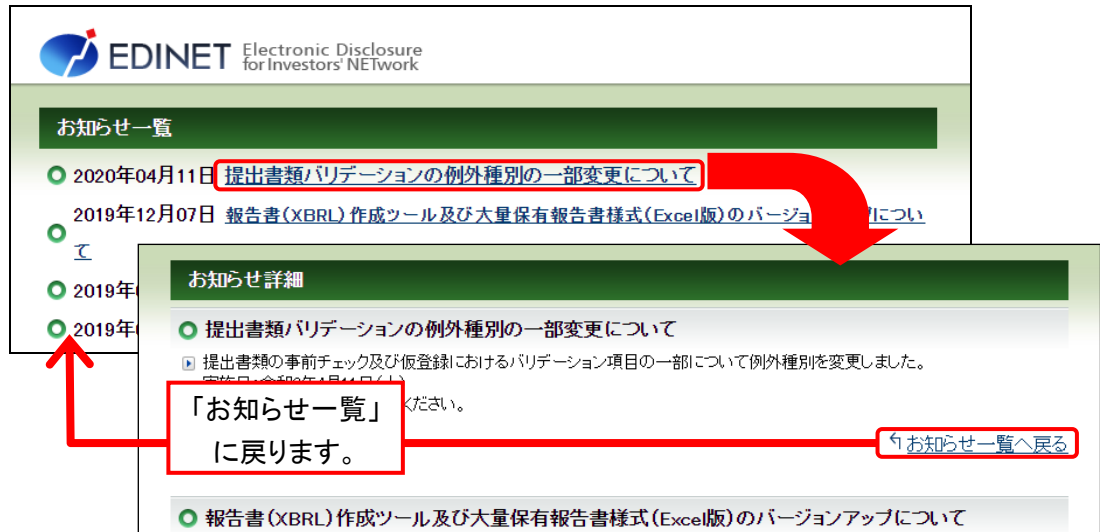 EDINET Electronic Disclosure
for Investors' NETwork
お知らせ一覧
2020年04月11日 提出書類バリデーションの例外種別の一部変更について
2019年12月07日 報告書(XBRL)作成ツール及び大量保有報告書様式(Excel版)のバージョ につい
て
2019年
2019年
お知らせ詳細
提出書類バリデーションの例外種別の一部変更について
提出書類の事前チェック及び仮登録におけるバリデーション項目の一部について例外種別を変更しました。
ください。
「お知らせ一覧」
に戻ります。
お知らせ一覧へ戻る
報告書(XBRL)作成ツール及び大量保有報告書様式(Excel版)のバージョンアップについて